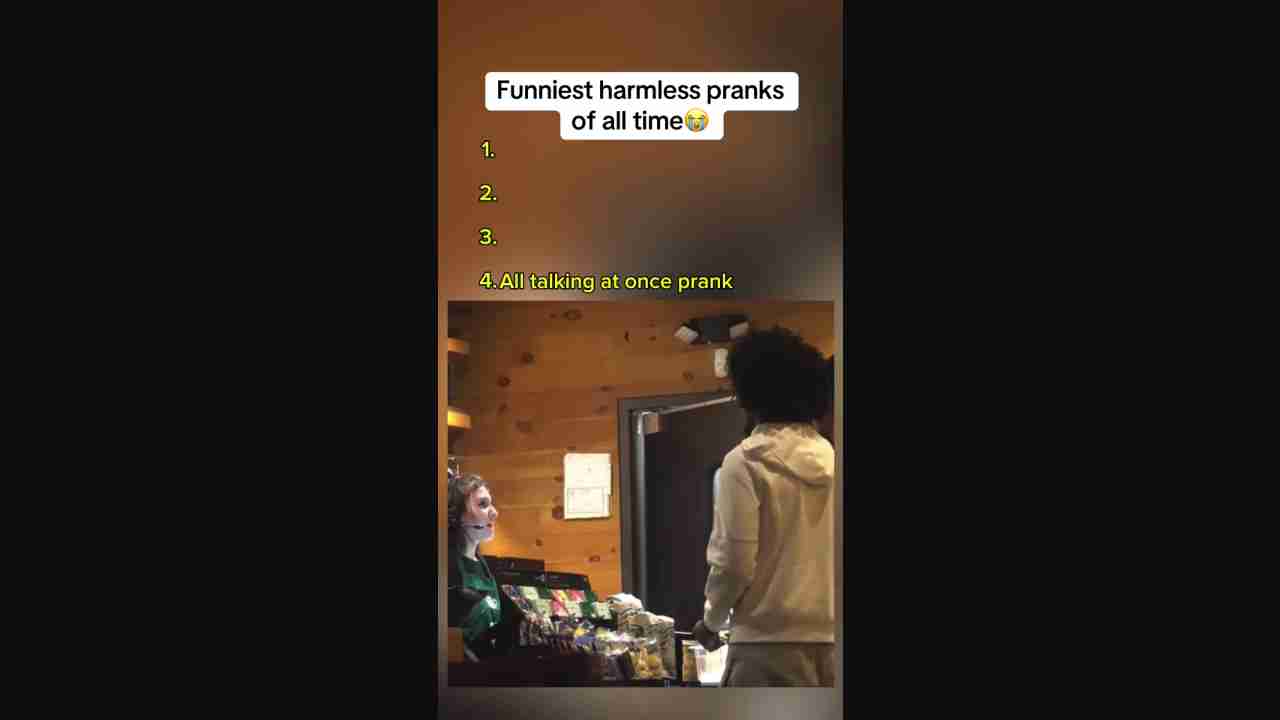 Funniest harmless pranks
of all time😭
1.
2.
3.
4. All talking at once prank